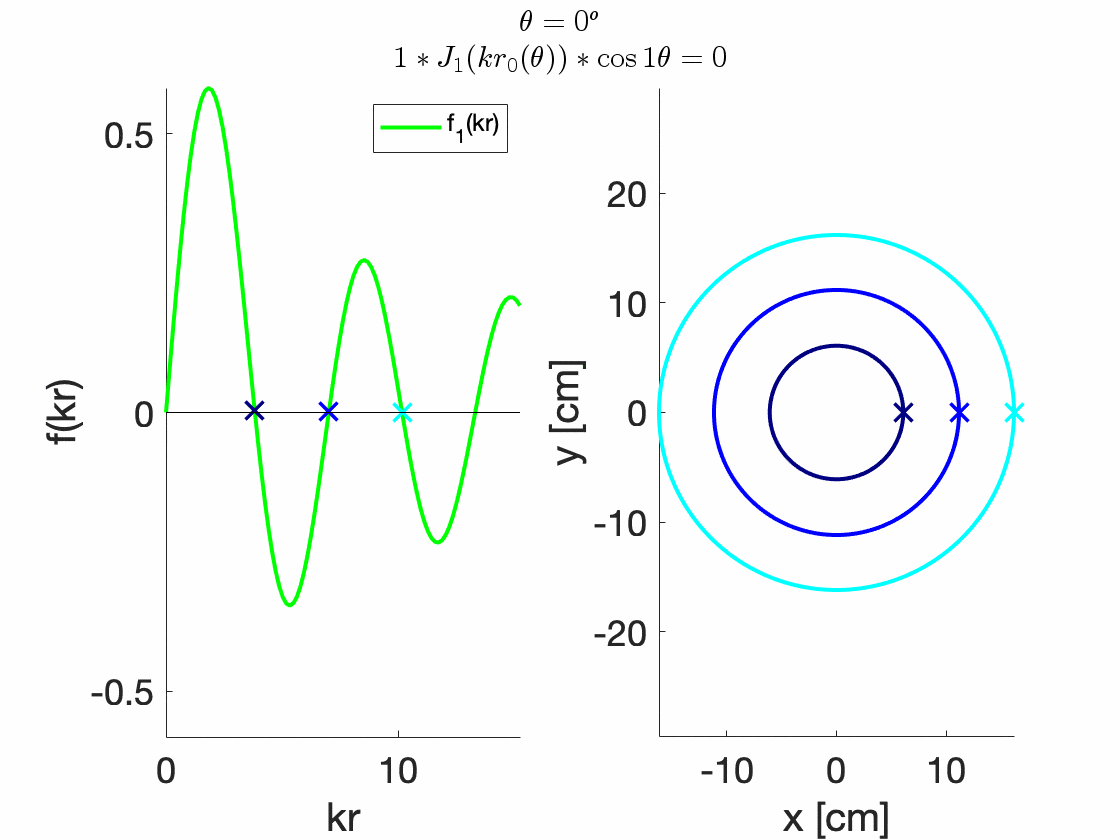 θ = 0º
1 * J₁(kr₀(θ)) * cos 1θ = 0
f₁(kr)
0.5
0
-0.5
f(kr)
0
10
kr
20
10
0
-10
-20
y [cm]
-10
0
10
x [cm]